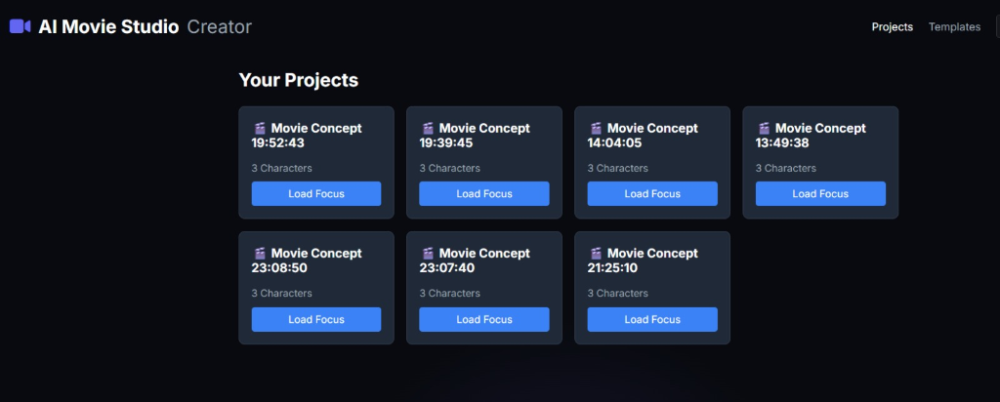 AI Movie Studio Creator
Projects Templates
Your Projects
Movie Concept
19:52:43
3 Characters
Load Focus
Movie Concept
19:39:45
3 Characters
Load Focus
Movie Concept
14:04:05
3 Characters
Load Focus
Movie Concept
13:49:38
3 Characters
Load Focus
Movie Concept
23:08:50
3 Characters
Load Focus
Movie Concept
23:07:40
3 Characters
Load Focus
Movie Concept
21:25:10
3 Characters
Load Focus